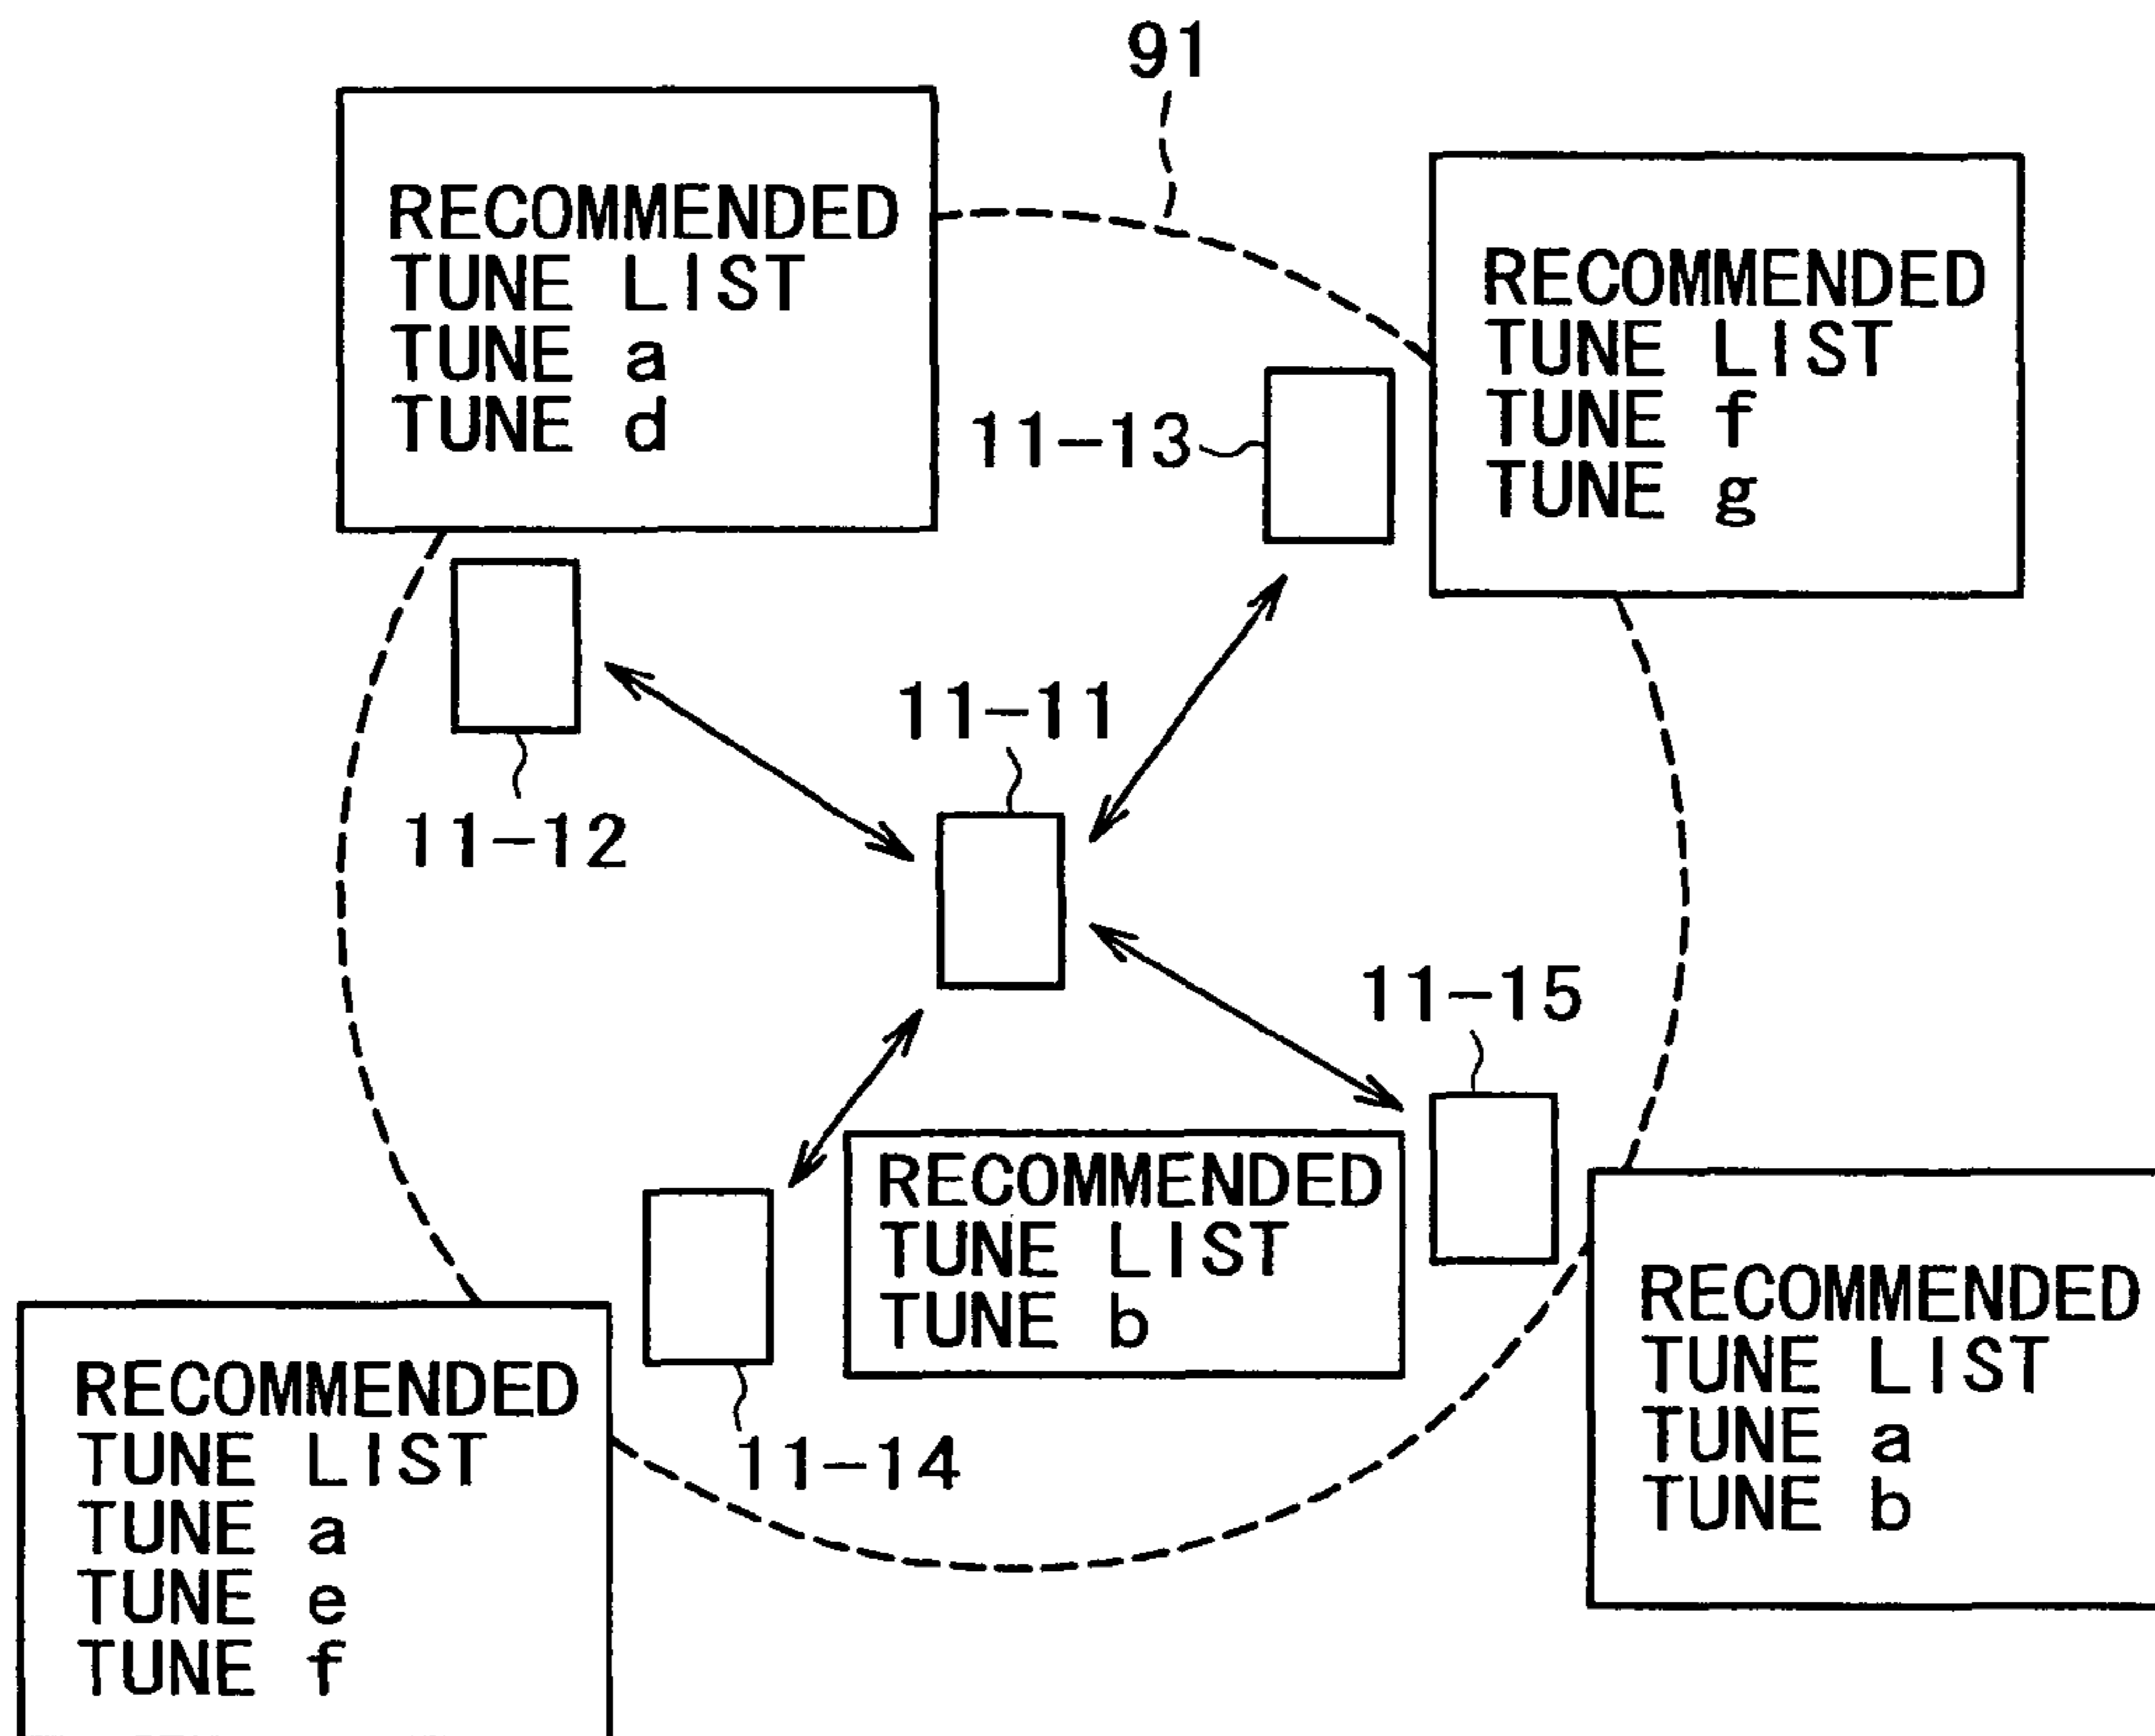 91
RECOMMENDED
TUNE LIST
TUNE a
TUNE d
RECOMMENDED
TUNE LIST
TUNE f
TUNE g
11-13
11-11
11-12
11-15
RECOMMENDED
TUNE LIST
TUNE b
RECOMMENDED
TUNE LIST
TUNE a
TUNE b
11-14
RECOMMENDED
TUNE LIST
TUNE a
TUNE e
TUNE f